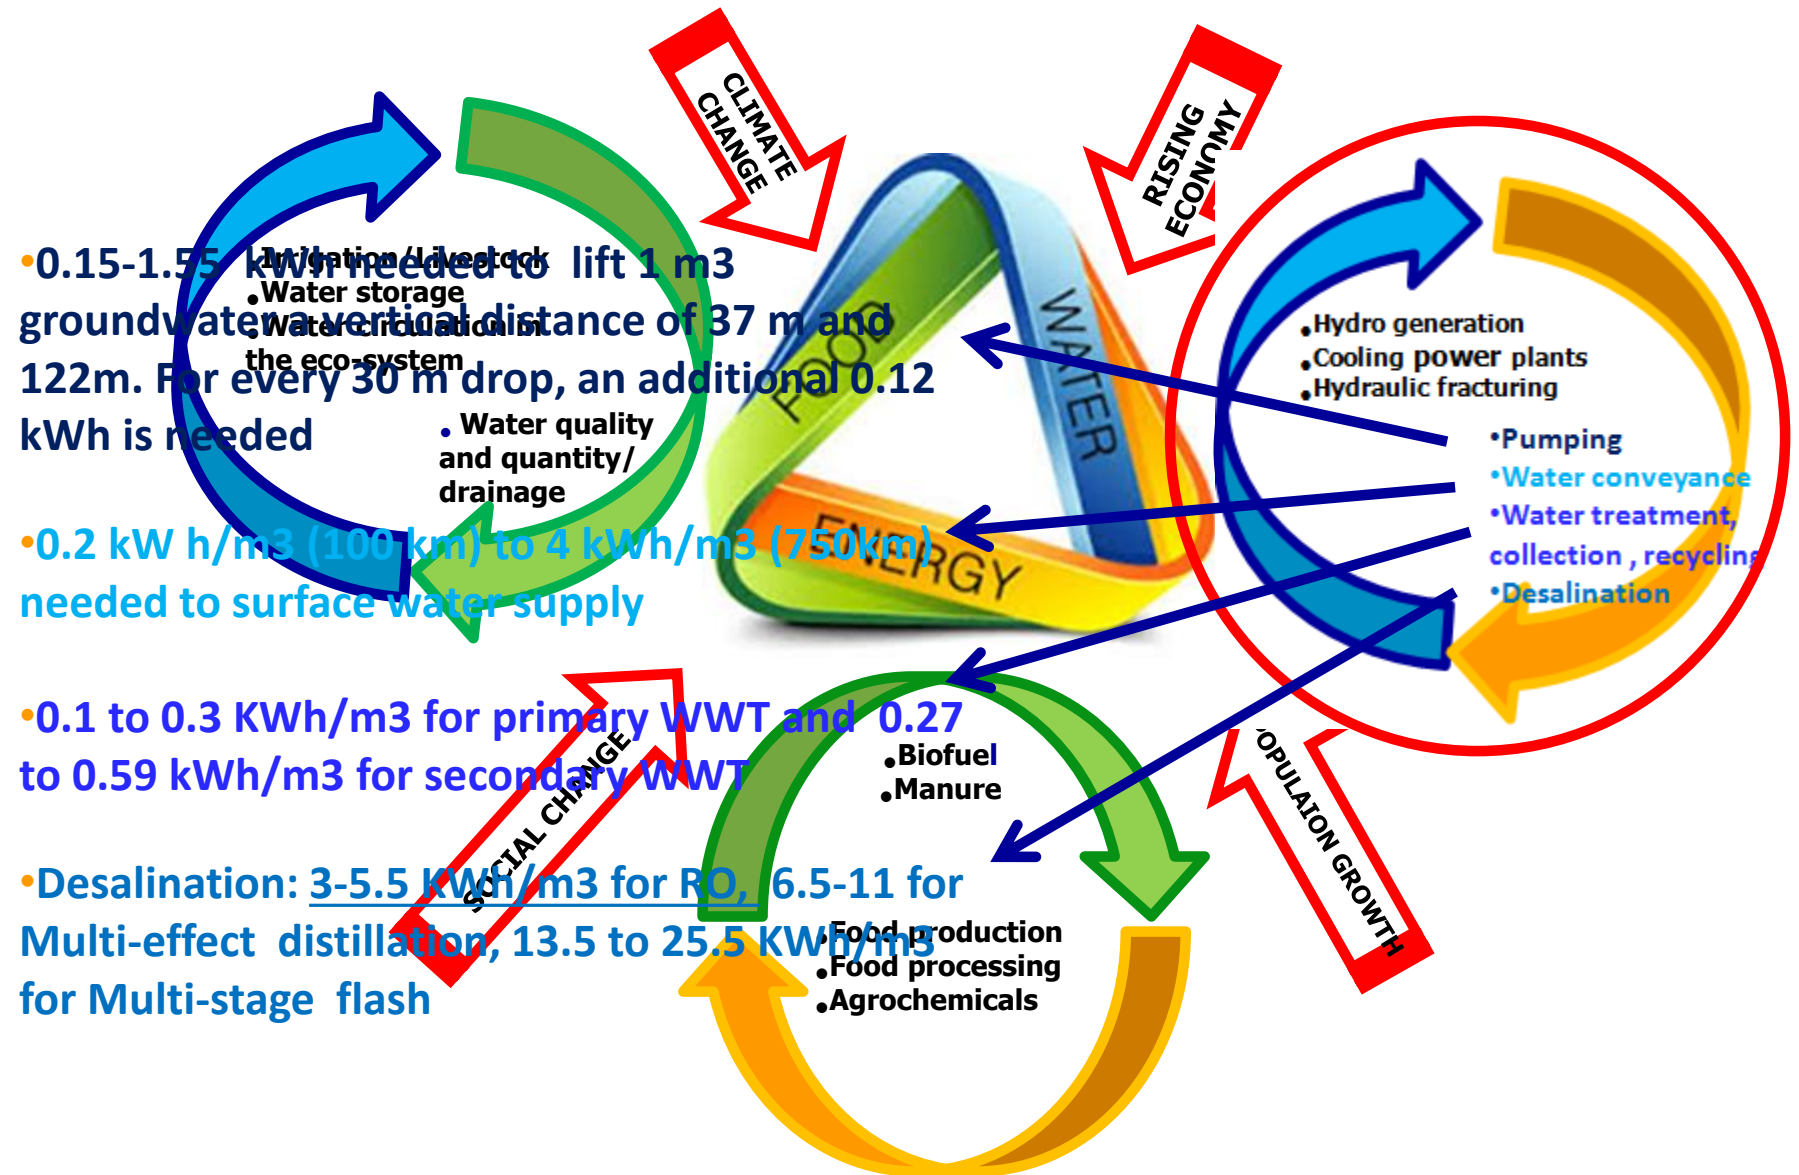 CLIMATE
CHANGE
RISING
ECONOMY
•0.15-1.55 kWh needed to lift 1 m3
groundwater a vertical distance of 37 m and
122m. For every 30 m drop, an additional 0.12
kWh is needed
•0.2 kW h/m3 (100 km) to 4 kWh/m3 (750km)
needed to surface water supply
•0.1 to 0.3 KWh/m3 for primary WWT and 0.27
to 0.59 kWh/m3 for secondary WWT
•Desalination: 3-5.5 KWh/m3 for RO, 6.5-11 for
Multi-effect distillation, 13.5 to 25.5 KWh/m3
for Multi-stage flash
•Irrigation/Livestock
•Water storage
•Water circulation in
the eco-system
• Water quality
and quantity/
drainage
FOOD
WATER
ENERGY
•Hydro generation
•Cooling power plants
•Hydraulic fracturing
•Pumping
•Water conveyance
•Water treatment,
collection , recycling
•Desalination
SOCIAL CHANGE
OPULAION GROWTH
•Biofuel
•Manure
•Food production
•Food processing
•Agrochemicals